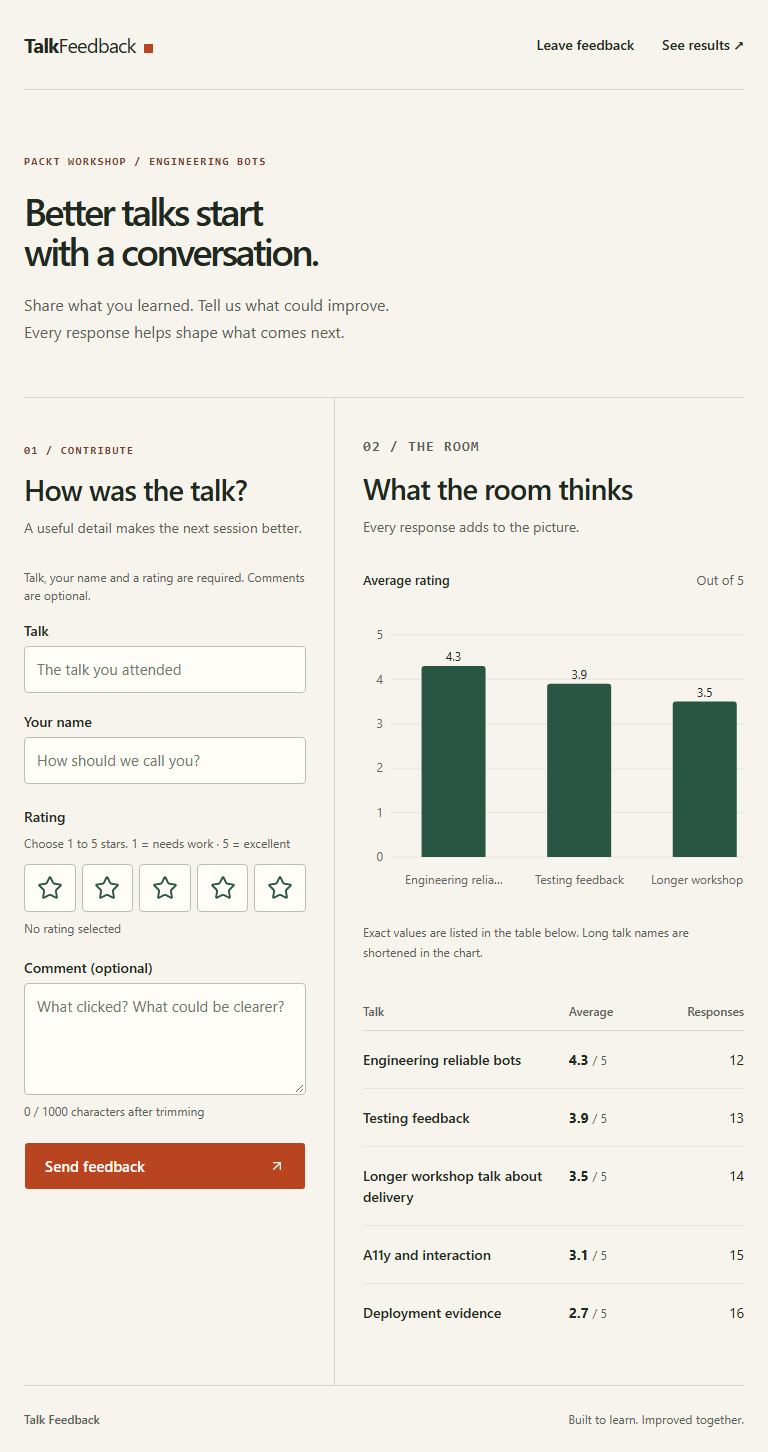 TalkFeedback
Leave feedback
See results ↗
PACKT WORKSHOP / ENGINEERING BOTS
Better talks start
with a conversation.
Share what you learned. Tell us what could improve.
Every response helps shape what comes next.
01 / CONTRIBUTE
How was the talk?
A useful detail makes the next session better.
Talk, your name and a rating are required. Comments
are optional.
Talk
The talk you attended
Your name
How should we call you?
Rating
Choose 1 to 5 stars. 1 = needs work · 5 = excellent
No rating selected
Comment (optional)
What clicked? What could be clearer?
0 / 1000 characters after trimming
Send feedback
02 / THE ROOM
What the room thinks
Every response adds to the picture.
Average rating
Out of 5
5
4
3
2
1
0
4.3
3.9
3.5
Engineering relia...
Testing feedback
Longer workshop
Exact values are listed in the table below. Long talk names are
shortened in the chart.
Talk Average Responses
Engineering reliable bots 4.3 / 5 12
Testing feedback 3.9 / 5 13
Longer workshop talk about 3.5 / 5 14
delivery
A11y and interaction 3.1 / 5 15
Deployment evidence 2.7 / 5 16
Talk Feedback
Built to learn. Improved together.